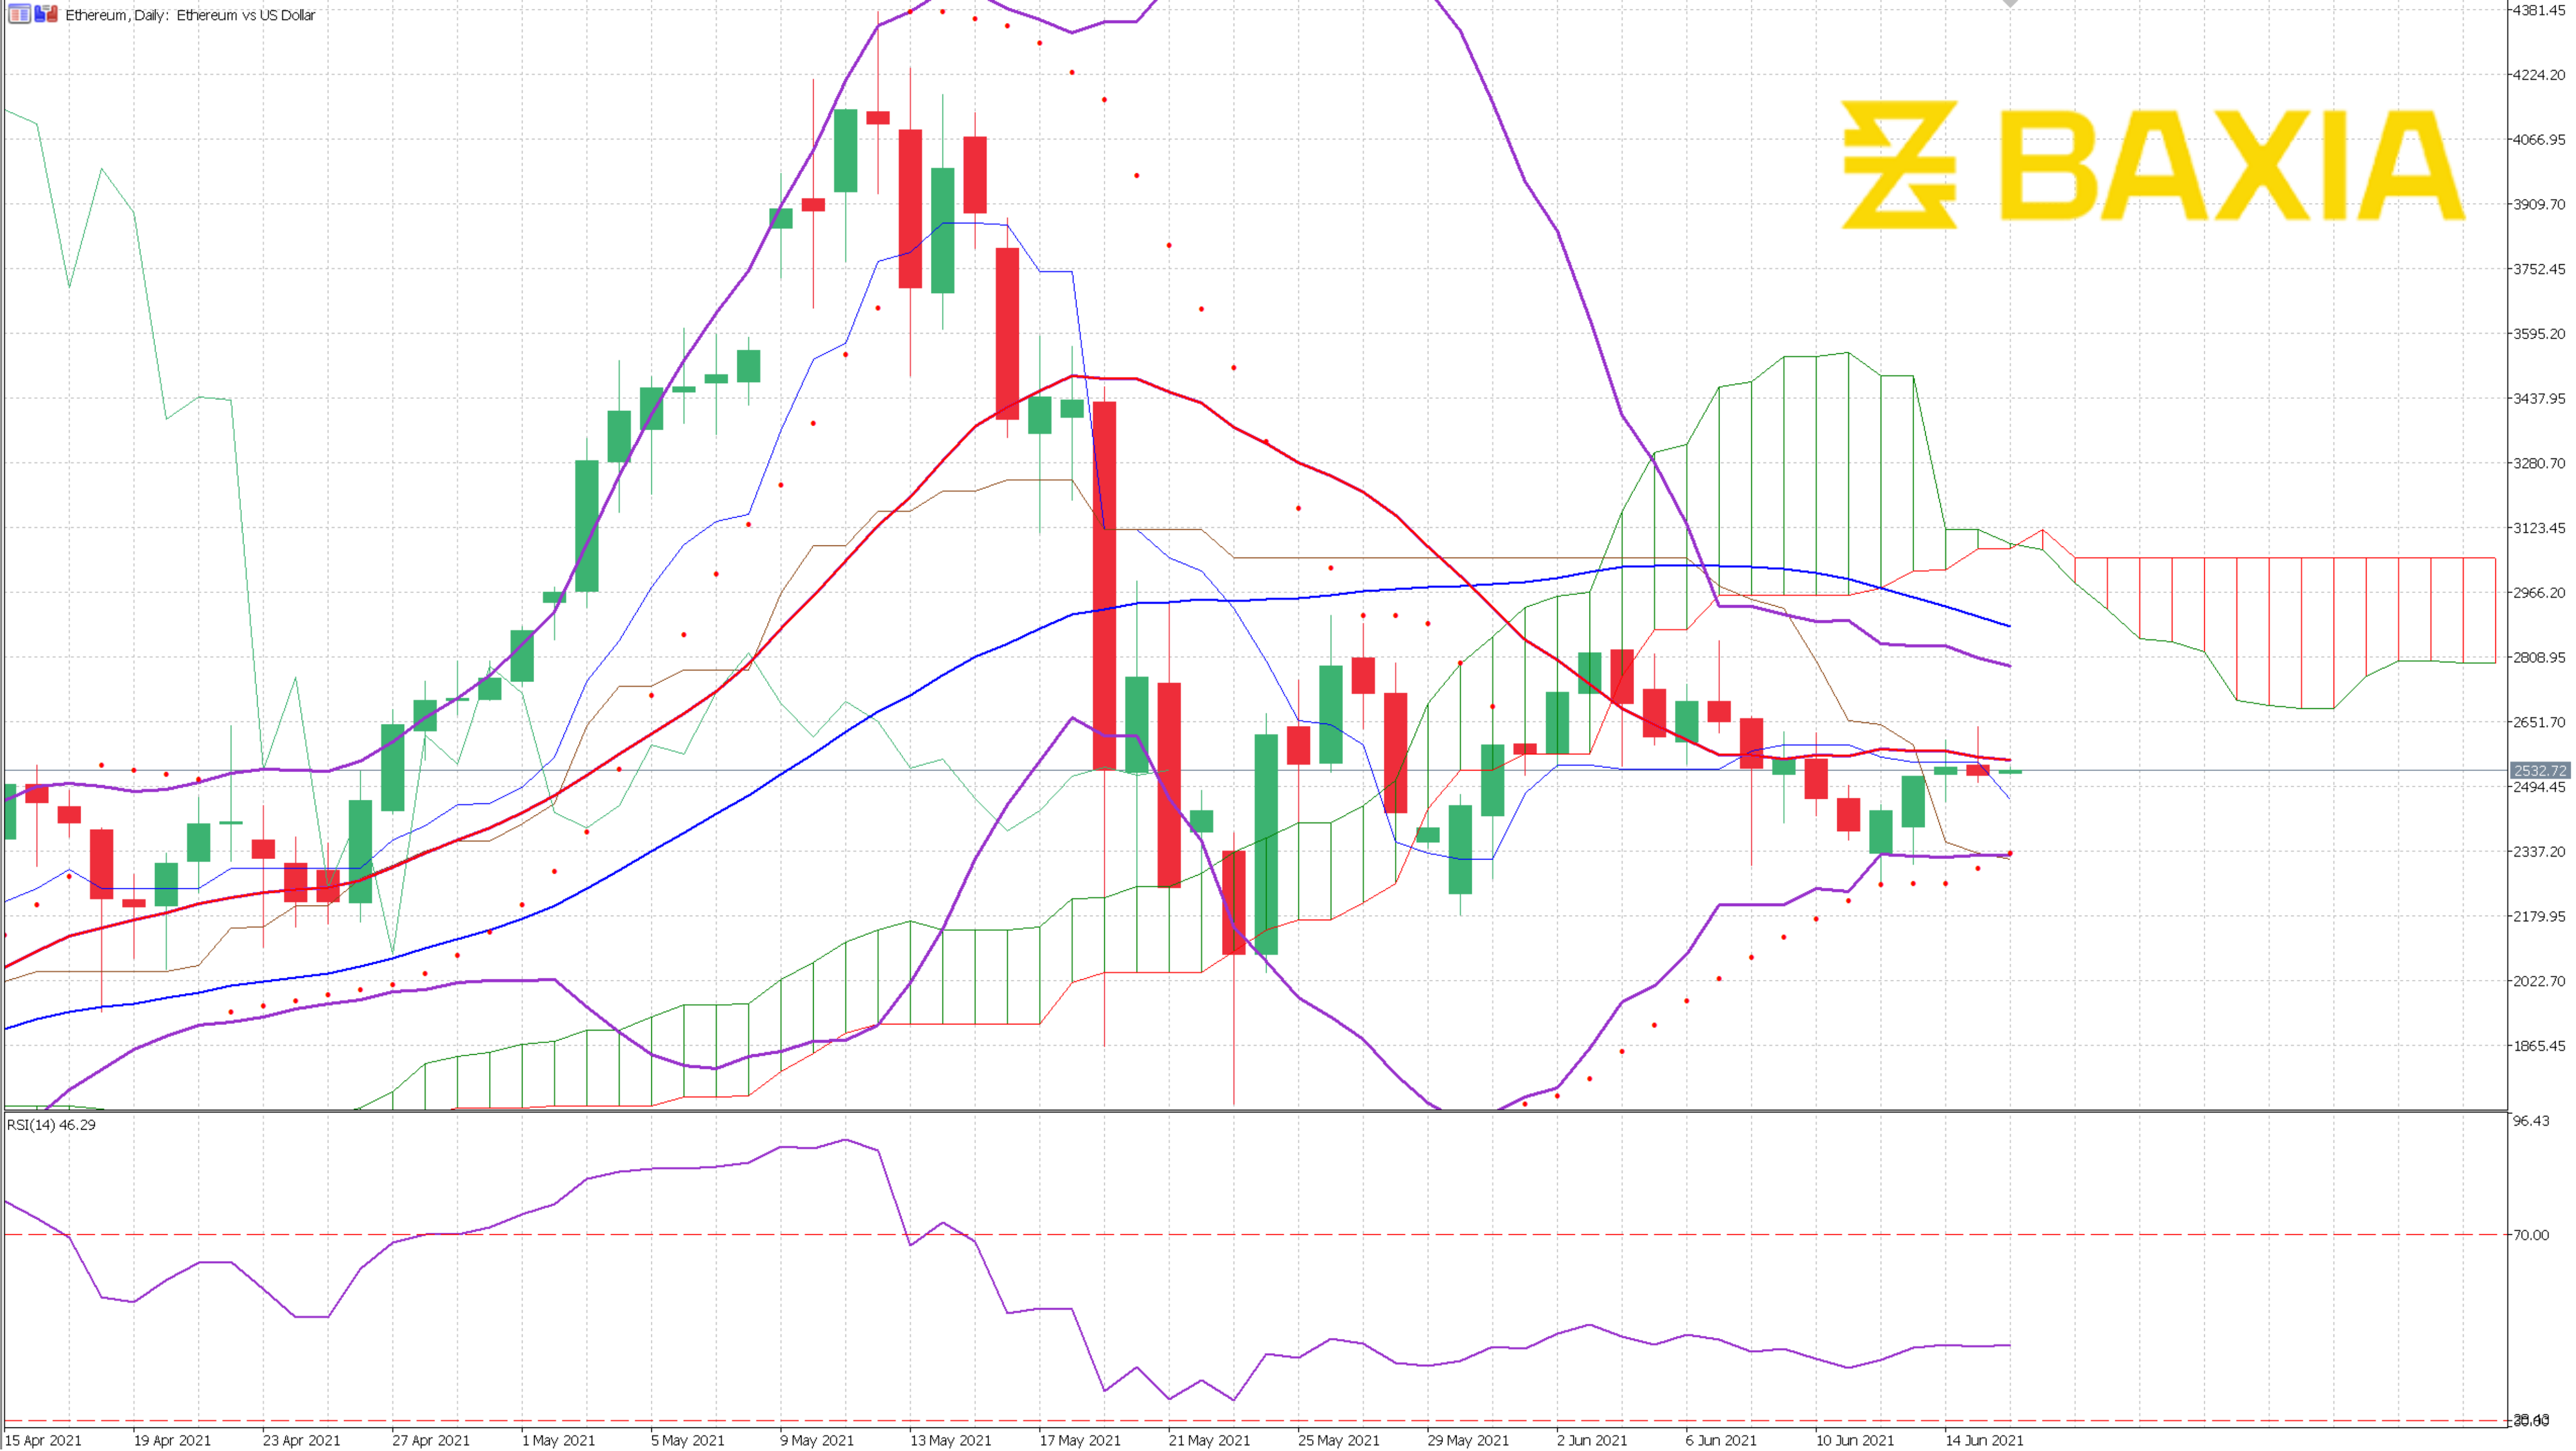 Ethereum, Daily: Ethereum vs US Dollar
BAXIA
4381.45
4224.20
4066.95
3909.70
3752.45
3595.20
3437.95
3280.70
3123.45
2966.20
2808.95
2651.70
2532.72
2494.45
2337.20
2179.95
2022.70
1865.45
RSI(14) 46.29
96.43
70.00
15 Apr 2021
19 Apr 2021
23 Apr 2021
27 Apr 2021
1 May 2021
5 May 2021
9 May 2021
13 May 2021
17 May 2021
21 May 2021
25 May 2021
29 May 2021
2 Jun 2021
6 Jun 2021
10 Jun 2021
14 Jun 2021